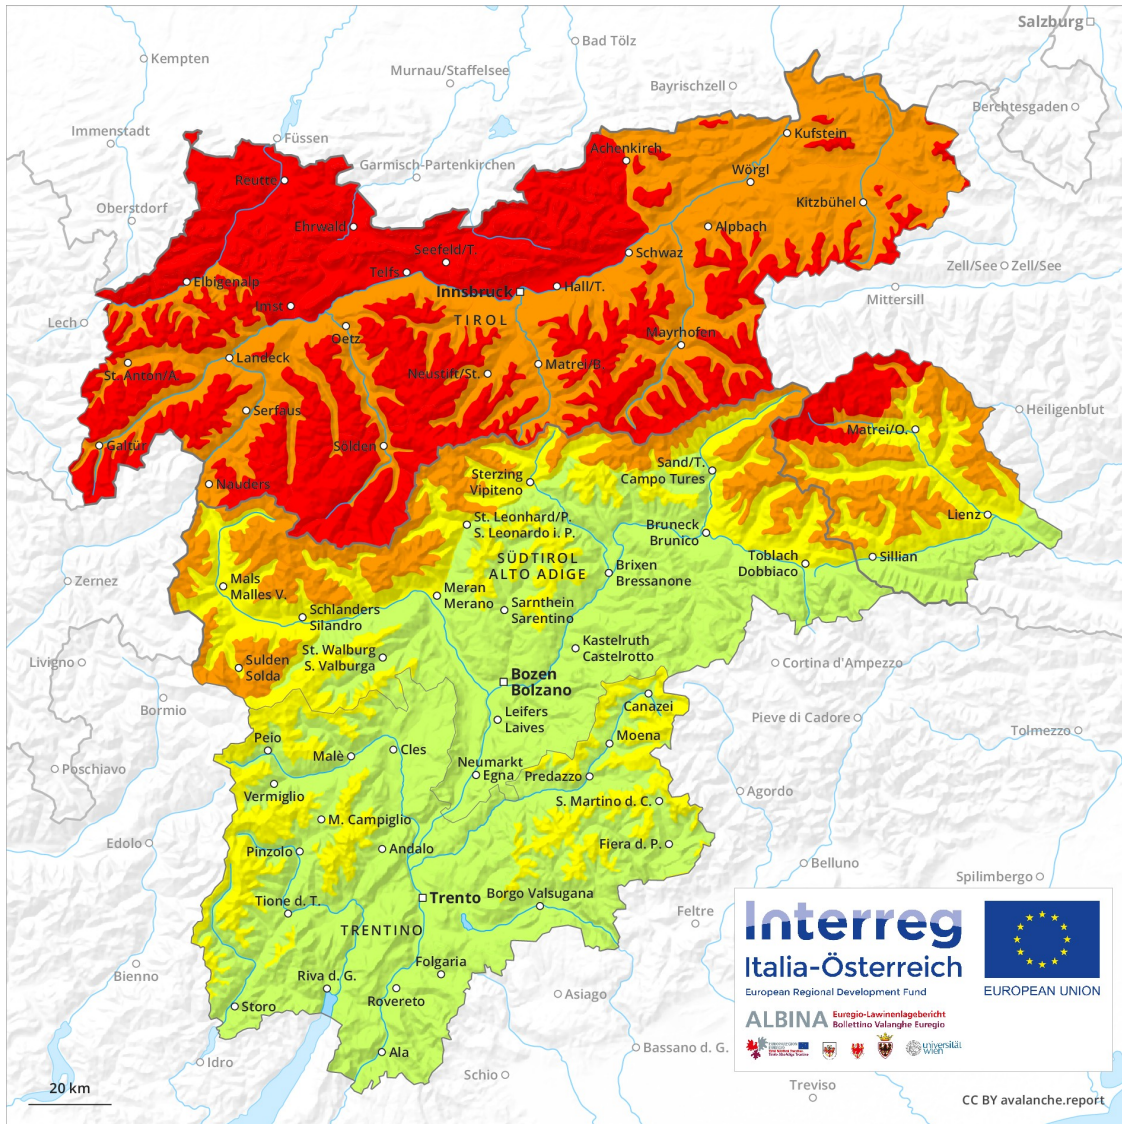 Salzburg
Bad Tölz
Kempten
Murnau/Staffelsee
Bayrischzell
Berchtesgaden
Immenstadt
Füssen
Kufstein
Achenkirch
Garmisch-Partenkirchen
Wörgl
Reutte
Oberstdorf
Kitzbühel
Ehrwald
Alpbach
Seefeld/T.
Schwaz
Telfs
Zell/See
Zell/See
Elbigenalp
Hall/T.
Innsbruck
Mittersill
Imst
Lech
TIROL
Oetz
Mayrhofen
Landeck
Matrei/B.
St. Anton/A.
Neustift/St.
Serfaus
Heiligenblut
Matrei/O.
Galtür
Sölden
Sand/T.
Campo Tures
Sterzing
Vipiteno
Nauders
Lienz
St. Leonhard/P.
S. Leonardo i. P.
Bruneck
Brunico
SÜDTIROL
ALTO ADIGE
Toblach
Dobbiaco
Sillian
Brixen
Bressanone
Zernez
Mals
Malles V.
Meran
Merano
Sarnthein
Sarentino
Schlanders
Silandro
Kastelruth
Castelrotto
St. Walburg
S. Valburga
Livigno
Sulden
Solda
Cortina d'Ampezzo
Bozen
Bolzano
Bormio
Canazei
Leifers
Laives
Pieve di Cadore
Tolmezzo
Peio
Moena
Cles
Malè
Neumarkt
Egna
Poschiavo
Predazzo
Vermiglio
Agordo
S. Martino d. C.
M. Campiglio
Edolo
Pinzolo
Andalo
Fiera d. P.
Belluno
Spilimbergo
Trento
Borgo Valsugana
Tione d. T.
Feltre
TRENTINO
Folgaria
Bienno
Riva d. G.
Rovereto
Asiago
Storo
Ala
Bassano d. G.
Idro
Schio
Treviso
20 km
Interreg
Italia-Österreich
European Regional Development Fund
EUROPEAN UNION
ALBINA
Euregio-Lawinenlagebericht
Bollettino Valanghe Euregio
universität
wien
CC BY avalanche.report